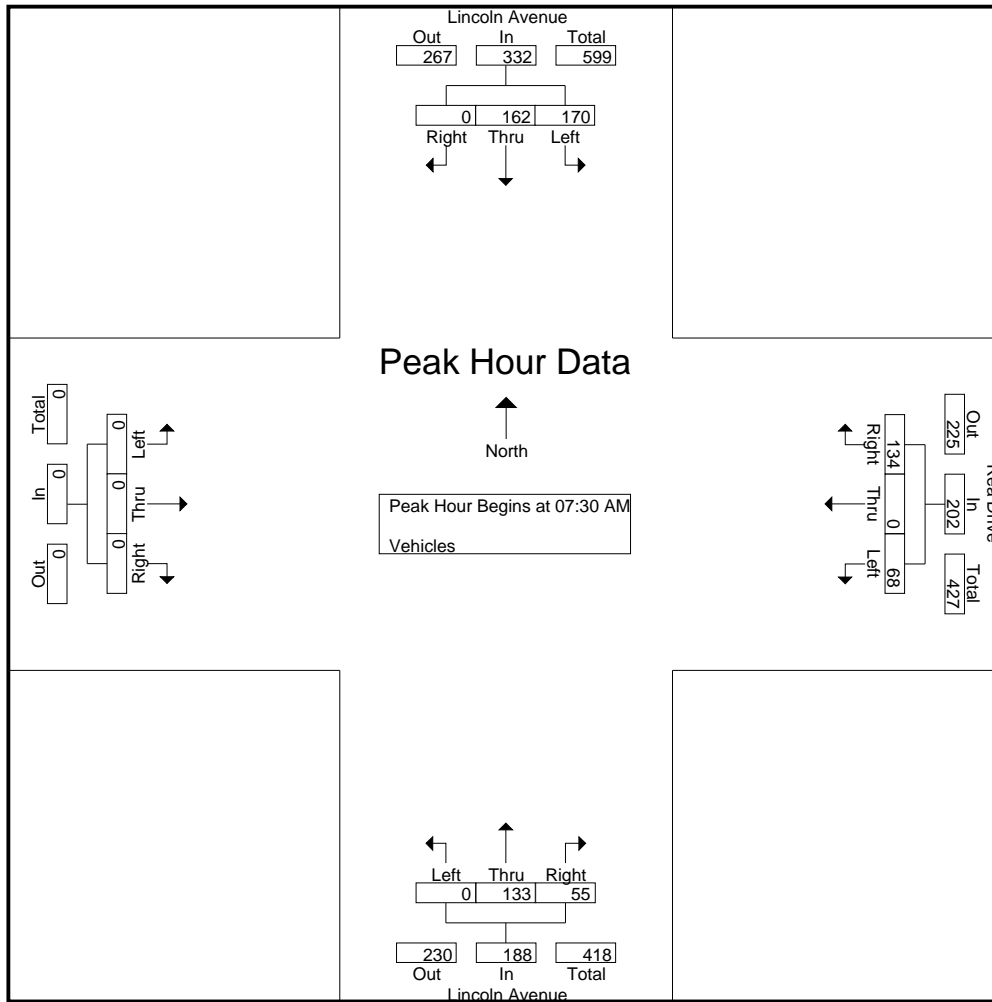 Lincoln Avenue
Out In Total
267 332 599
0 162 170
Right Thru Left
Peak Hour Data
North
Peak Hour Begins at 07:30 AM
Vehicles
Total In Out
0 0 0
0 0 0
Left Thru Right
Right Thru Left
134 0 68
225 202 427
Out In Total
Rea Drive
Left Thru Right
0 133 55
230 188 418
Out In Total
Lincoln Avenue